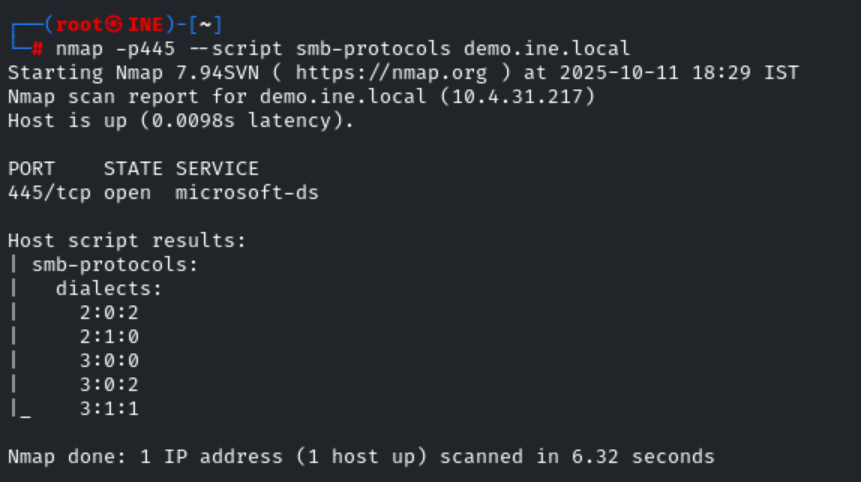 ┌──(root㉿INE)-[~]
└─# nmap -p445 --script smb-protocols demo.ine.local
Starting Nmap 7.94SVN ( https://nmap.org ) at 2025-10-11 18:29 IST
Nmap scan report for demo.ine.local (10.4.31.217)
Host is up (0.0098s latency).

PORT    STATE SERVICE
445/tcp open  microsoft-ds

Host script results:
| smb-protocols:
|   dialects:
|     2:0:2
|     2:1:0
|     3:0:0
|     3:0:2
|_    3:1:1

Nmap done: 1 IP address (1 host up) scanned in 6.32 seconds